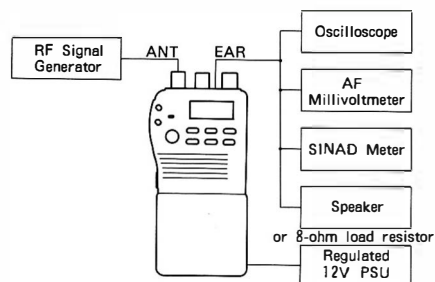 RF Signal
Generator
ANT
EAR
Oscilloscope
AF
Millivoltmeter
SINAD Meter
Speaker
or 8-ohm load resistor
Regulated
12V PSU